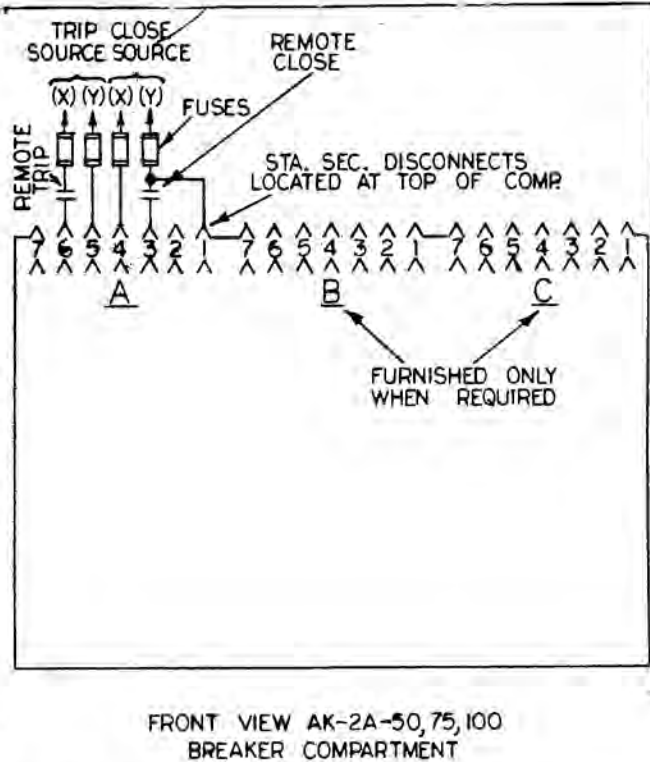 TRIP CLOSE
SOURCE SOURCE
REMOTE
CLOSE
(X) (Y) (X) (Y)
FUSES
REMOTE
TRIP
STA. SEC. DISCONNECTS
LOCATED AT TOP OF COMP.
7 6 5 4 3 2 1 7 6 5 4 3 2 1 7 6 5 4 3 2 1
A B C
FURNISHED ONLY
WHEN REQUIRED
FRONT VIEW AK-2A-50, 75, 100
BREAKER COMPARTMENT